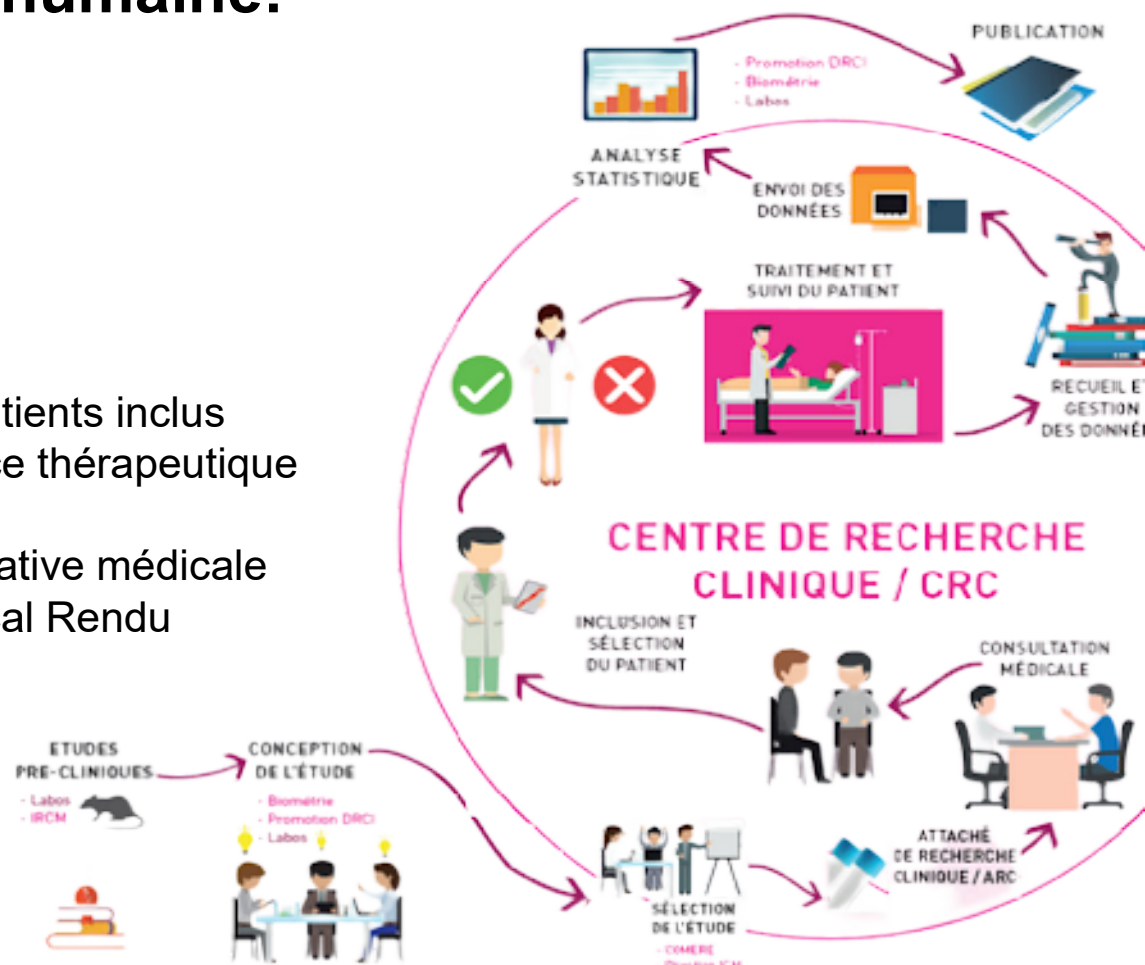 humaine.
PUBLICATION
- Promotion DRCI
- Biométrie
- Labos
ANALYSE
STATISTIQUE
ENVOI DES
DONNÉES
TRAITEMENT ET
SUIVI DU PATIENT
RECUEIL ET
GESTION
DES DONNÉ
tients inclus
ce thérapeutique
ative médicale
al Rendu
CENTRE DE RECHERCHE
CLINIQUE / CRC
INCLUSION ET
SÉLECTION
DU PATIENT
CONSULTATION
MÉDICALE
ETUDES
PRE-CLINIQUES
- Labos
- IRCM
CONCEPTION
DE L'ÉTUDE
- Biométrie
- Promotion DRCI
- Labos
ATTACHÉ
DE RECHERCHE
CLINIQUE / ARC
SÉLECTION
DE L'ÉTUDE
- COMERE